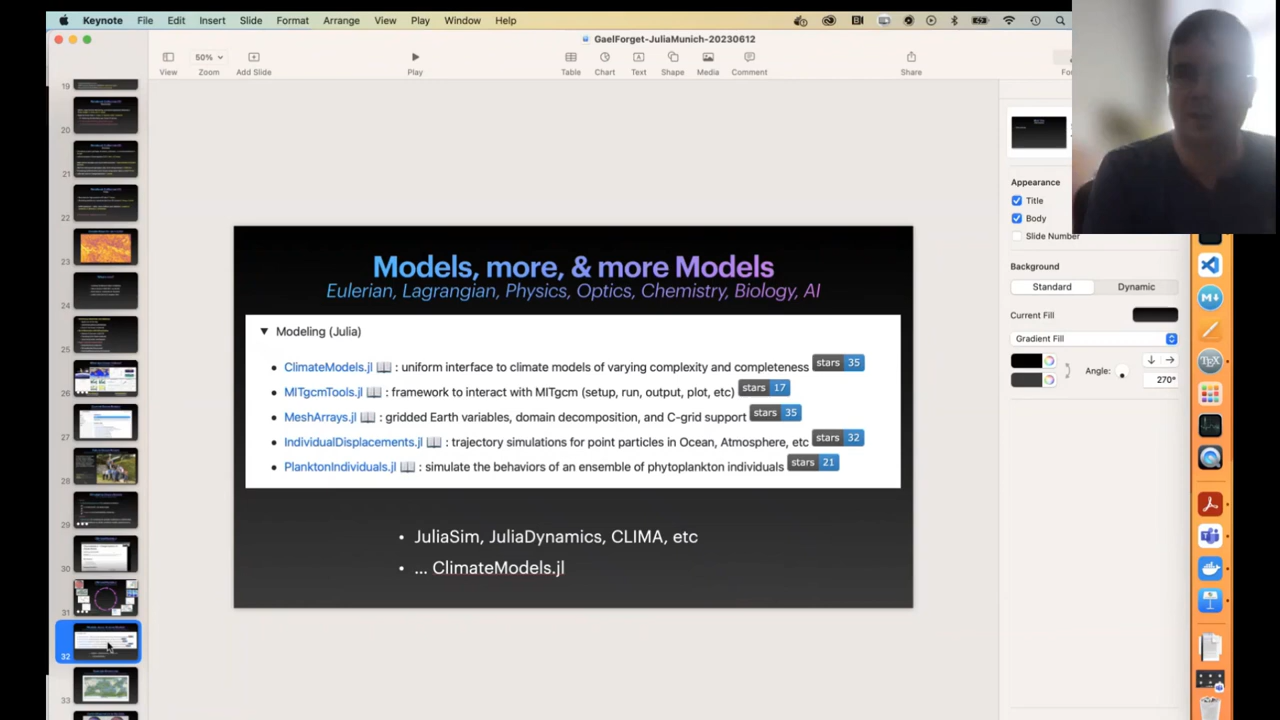 Keynote File Edit Insert Slide Format Arrange View Play Window Help
GaelForget-JuliaMunich-20230612
50%
View Zoom Add Slide Play Table Chart Text Shape Media Comment Share
19
20
21
22
23
24
25
26
27
28
29
30
31
32
33
Models, more, & more Models
Euleran, Lagrangian, Physics, Optics, Chemistry, Biology AI
▼ Modeling (Julia)
• ClimateModels.jl 📖 : uniform interface to climate models of varying complexity and completeness stars 35
• MITgcmTools.jl 📖 : framework to interact with MITgcm (setup, run, output, plot, etc) stars 17
• MeshArrays.jl 📖 : gridded Earth variables, domain decomposition, and C-grid support stars 35
• IndividualDisplacements.jl 📖 : trajectory simulations for point particles in Ocean, Atmosphere, etc stars 32
• PlanktonIndividuals.jl 📖 : simulate the behaviors of an ensemble of phytoplankton individuals stars 21
• JuliaSim, JuliaDynamics, CLIMA, etc
• ... ClimateModels.jl
Appearance
Title
Body
Slide Number
Background
Standard Dynamic
Current Fill
Gradient Fill
Angle:
270°